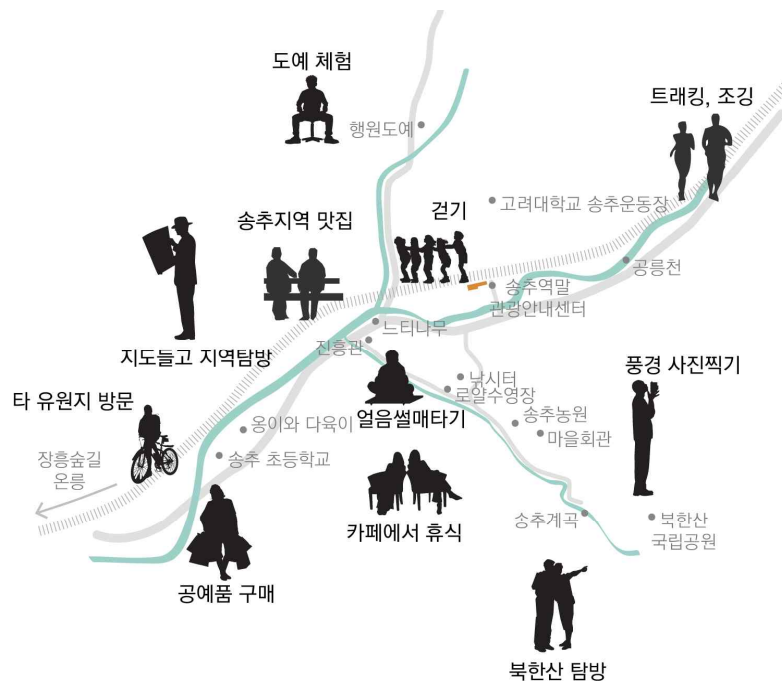 도예 체험
트래킹, 조깅
행원도예
송추지역 맛집
걷기
고려대학교 송추운동장
공릉천
송추역말
관광안내센터
느티나무
진흥관
지도들고 지역탐방
풍경 사진찍기
낚시터
로얄수영장
타 유원지 방문
얼음썰매타기
옹이와 다육이
송추농원
마을회관
장흥숲길
온릉
송추 초등학교
송추계곡
북한산
국립공원
카페에서 휴식
공예품 구매
북한산 탐방